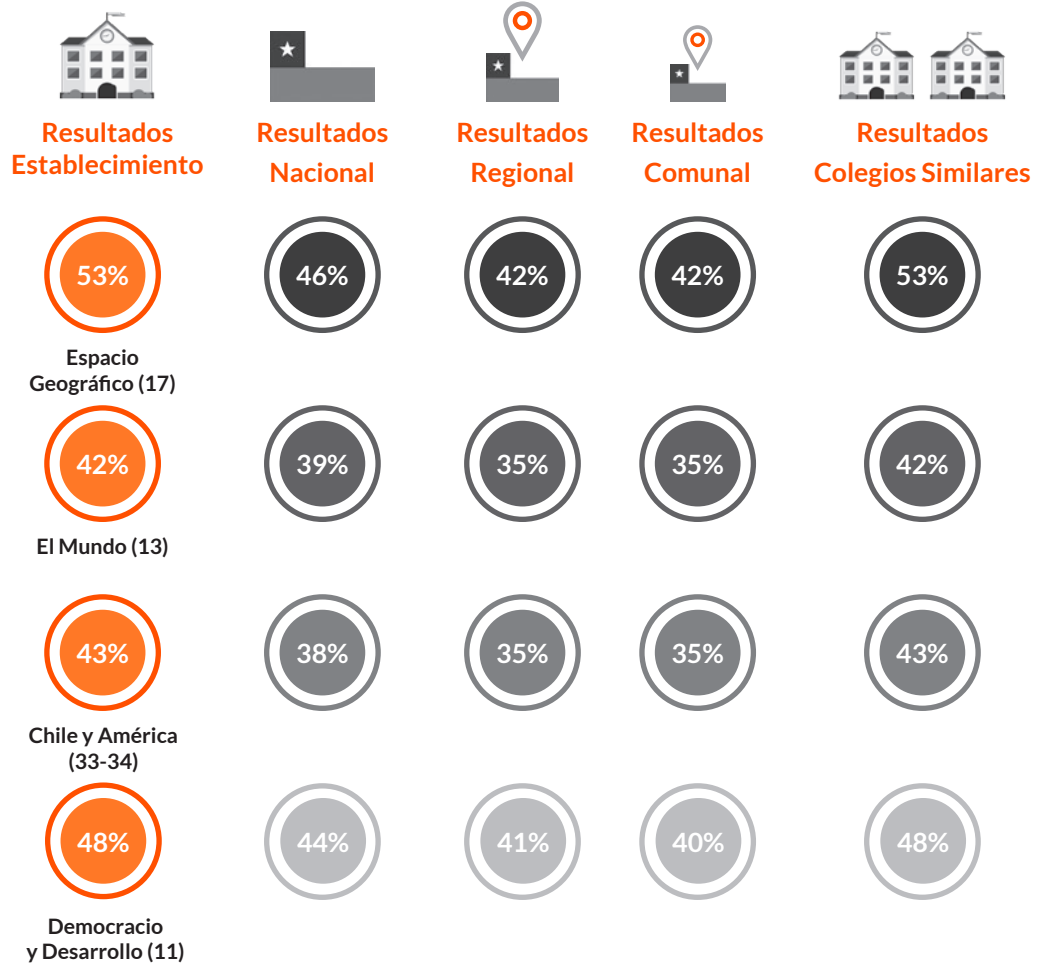 Resultados
Establecimiento
Resultados
Nacional
Resultados
Regional
Resultados
Comunal
Resultados
Colegios Similares
53%
46%
42%
42%
53%
Espacio
Geográfico (17)
42%
39%
35%
35%
42%
El Mundo (13)
43%
38%
35%
35%
43%
Chile y América
(33-34)
48%
44%
41%
40%
48%
Democracio
y Desarrollo (11)